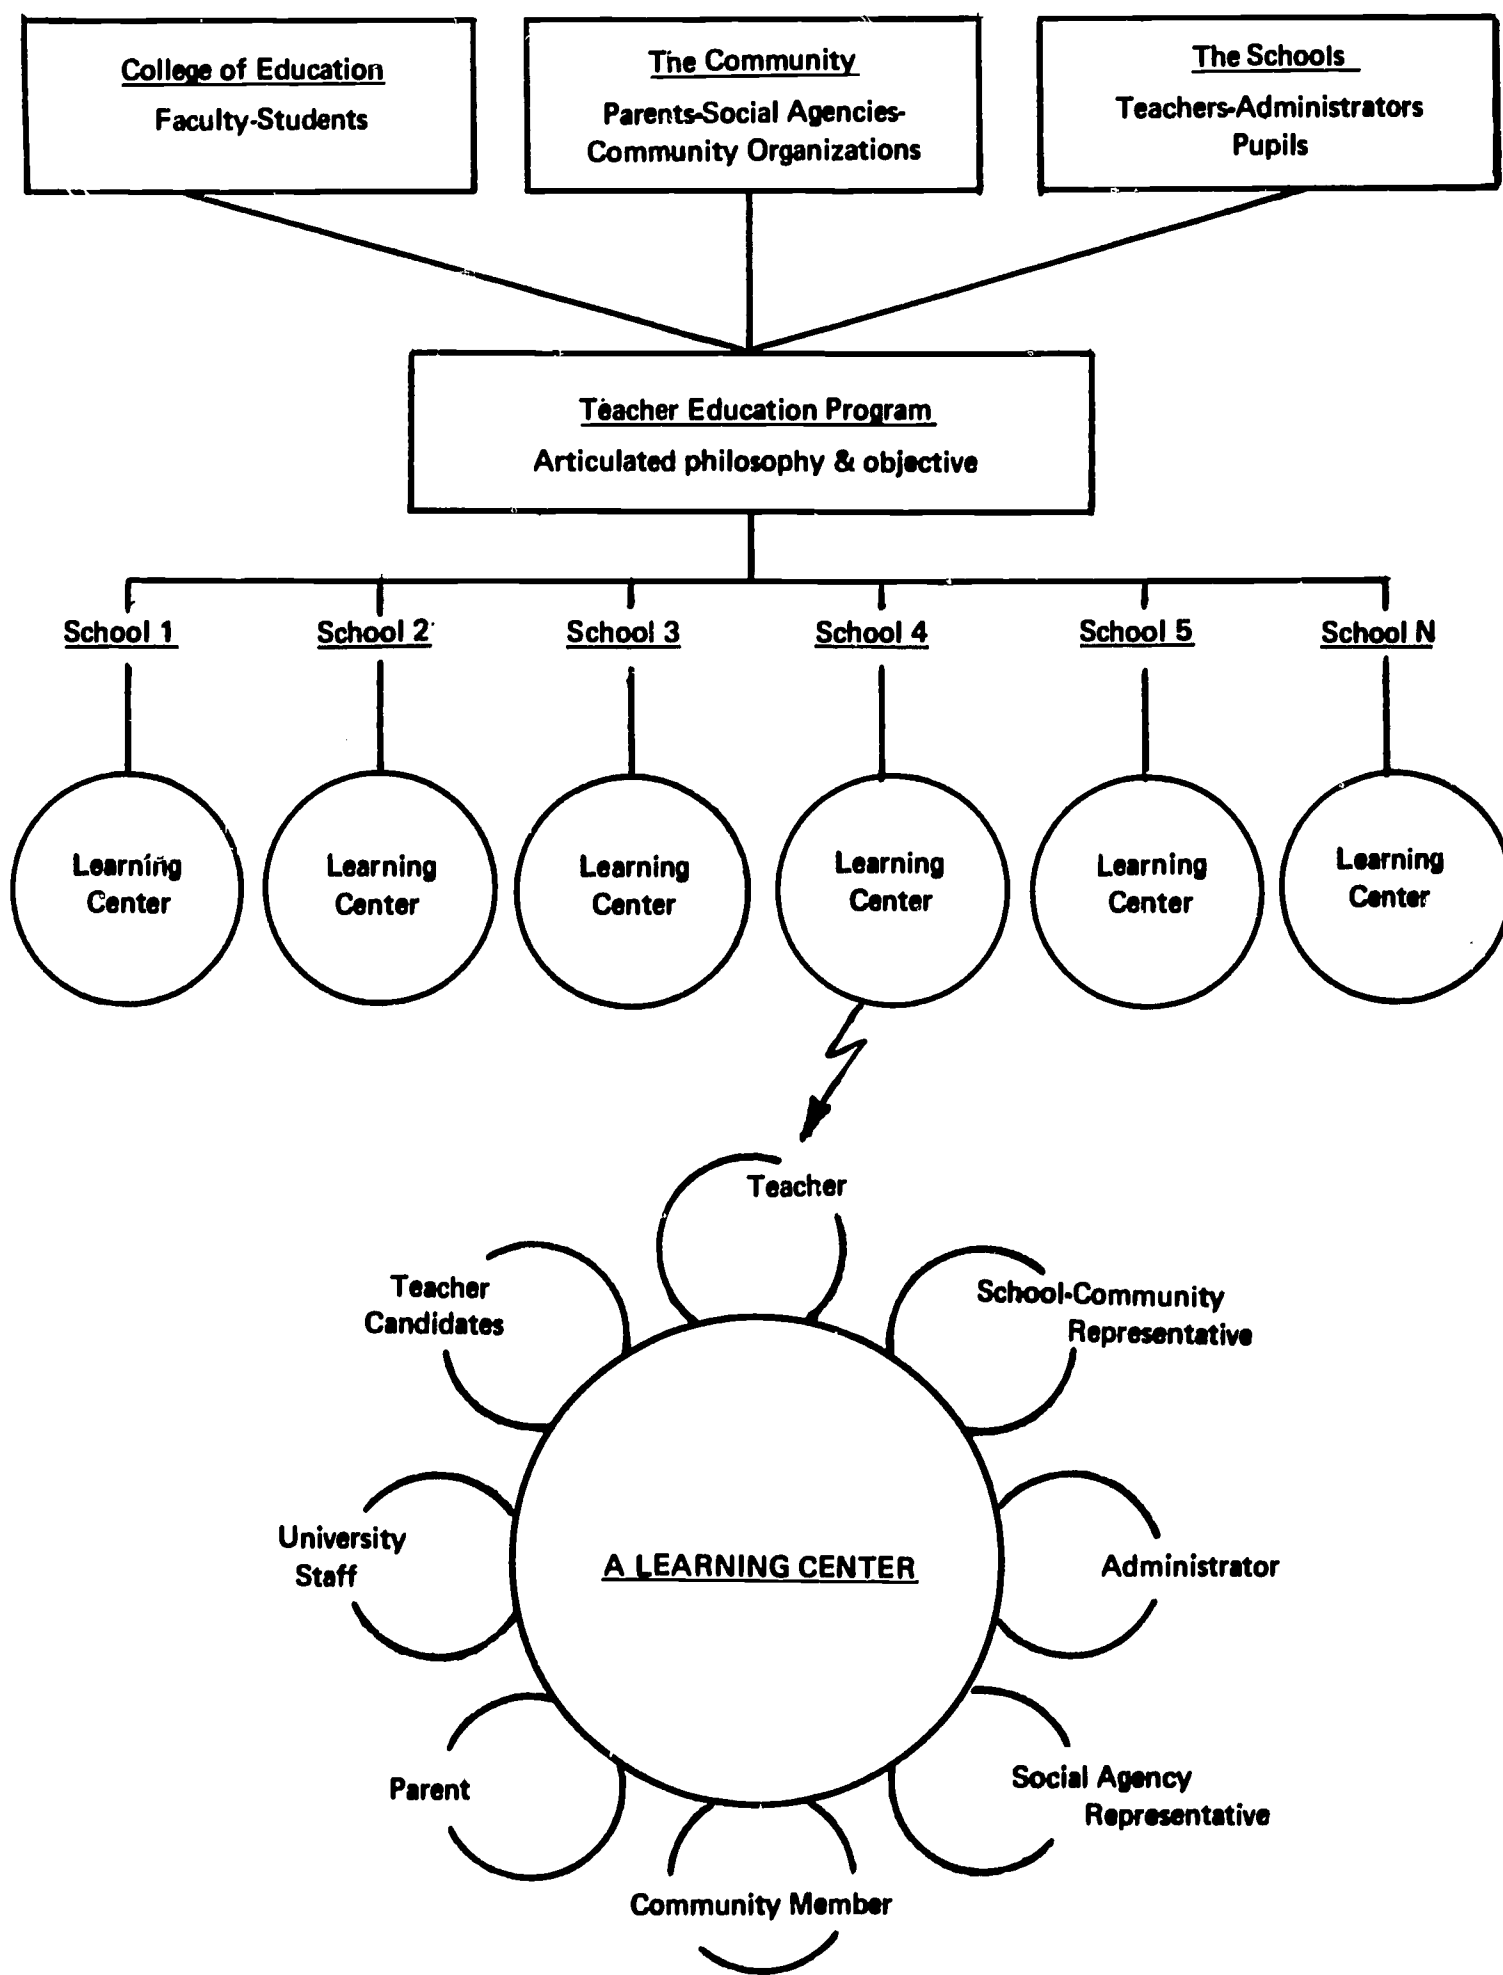 College of Education
Faculty-Students
The Community
Parents-Social Agencies-
Community Organizations
The Schools
Teachers-Administrators
Pupils
Teacher Education Program
Articulated philosophy & objective
School 1
School 2
School 3
School 4
School 5
School N
Learning
Center
Learning
Center
Learning
Center
Learning
Center
Learning
Center
Learning
Center
Teacher
Teacher
Candidates
School-Community
Representative
University
Staff
A LEARNING CENTER
Administrator
Parent
Social Agency
Representative
Community Member